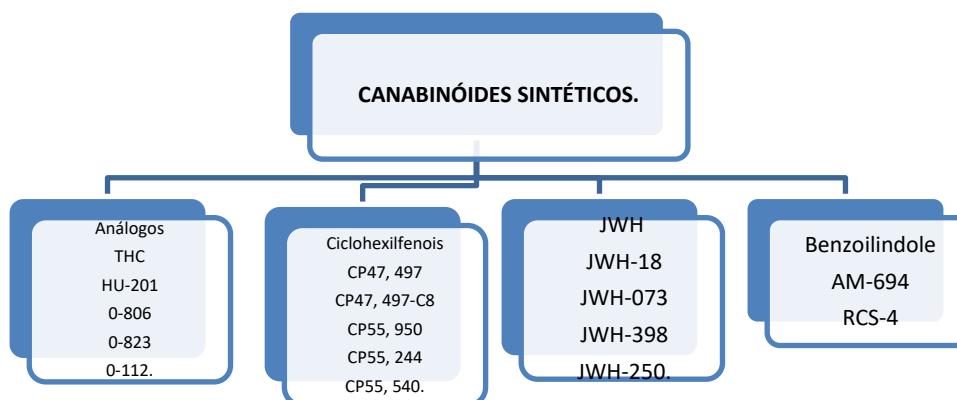 CANABINÓIDES SINTÉTICOS.
Análogos
THC
HU-201
0-806
0-823
0-112.
Ciclohexilfenois
CP47, 497
CP47, 497-C8
CP55, 950
CP55, 244
CP55, 540.
JWH
JWH-18
JWH-073
JWH-398
JWH-250.
Benzoilindole
AM-694
RCS-4